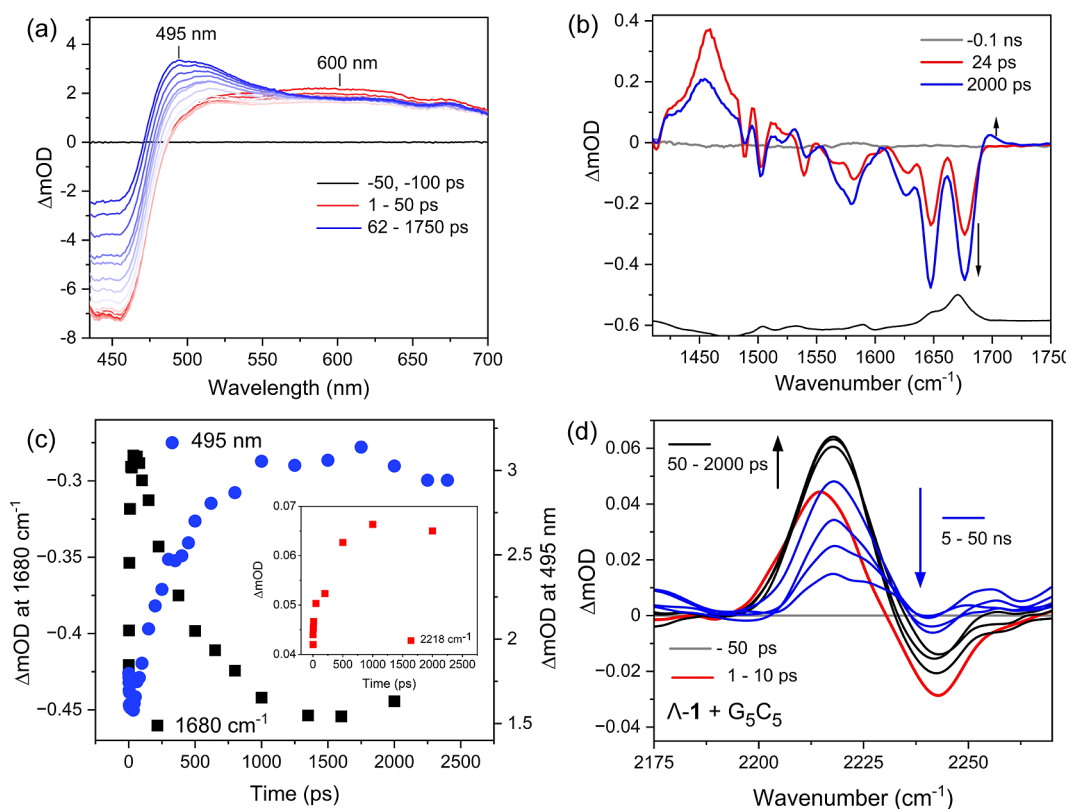 (a)
495 nm
600 nm
4
2
0
−2
−4
−6
−8
ΔmOD
-50, -100 ps
1 - 50 ps
62 - 1750 ps
450
500
550
600
650
700
Wavelength (nm)
(b)
0.4
0.2
0.0
−0.2
−0.4
−0.6
ΔmOD
-0.1 ns
24 ps
2000 ps
1450
1500
1550
1600
1650
1700
1750
Wavenumber (cm-1)
(c)
495 nm
−0.3
−0.35
−0.4
−0.45
ΔmOD at 1680 cm-1
3
2.5
2
1.5
ΔmOD at 495 nm
1680 cm-1
0
500
1000
1500
2000
2500
Time (ps)
0.07
0.06
0.05
0.04
ΔmOD
2218 cm-1
0
500
1000
1500
2000
2500
Time (ps)
(d)
0.06
0.04
0.02
0
−0.02
−0.04
ΔmOD
50 - 2000 ps
5 - 50 ns
- 50 ps
1 - 10 ps
Λ-1 + G5C5
2175
2200
2225
2250
Wavenumber (cm-1)